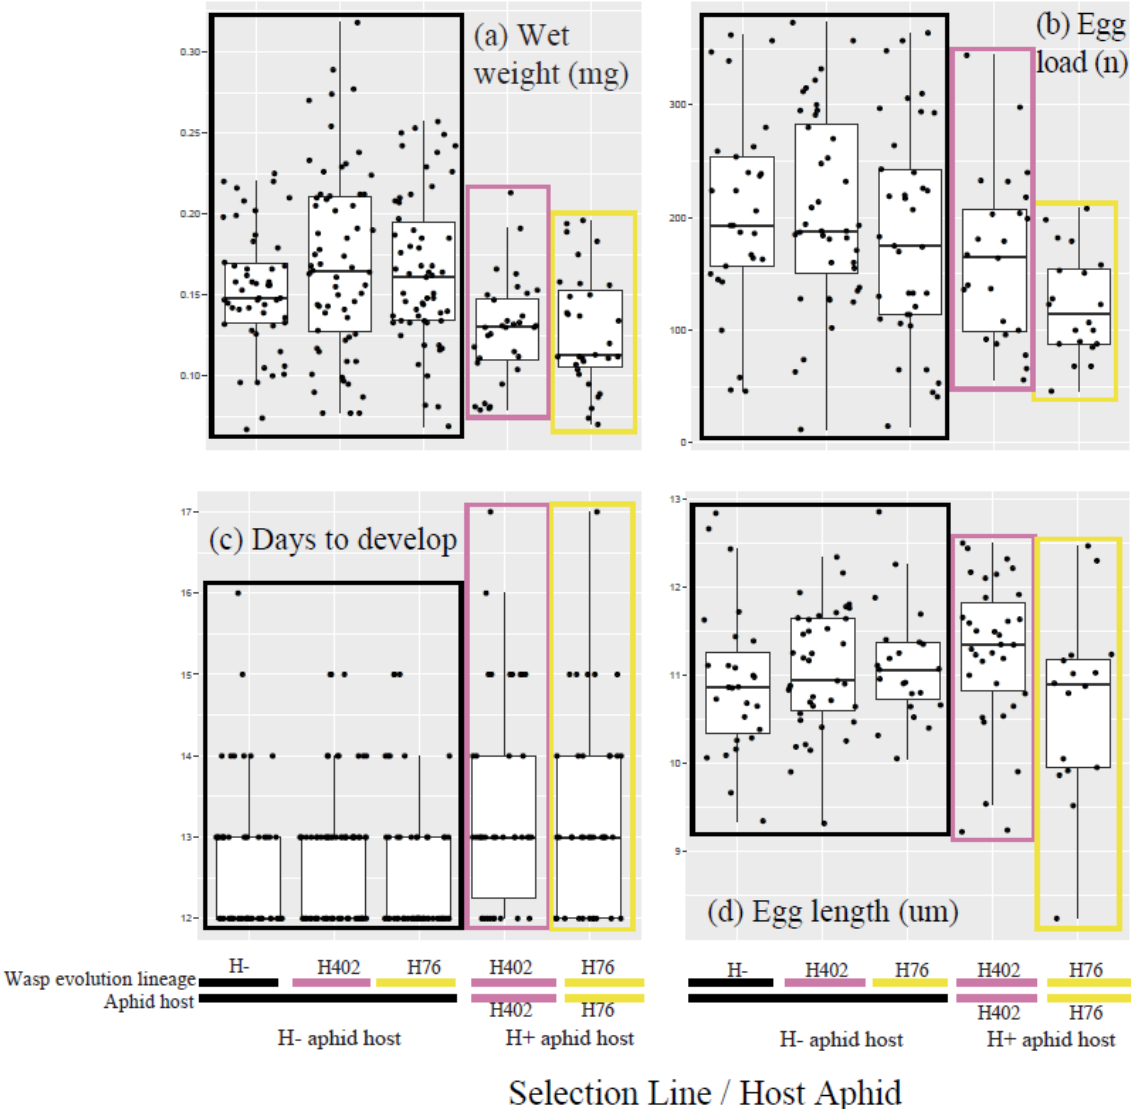 (a) Wet
weight (mg)
0.30
0.25
0.20
0.15
0.10
(b) Egg
load (n)
300
200
100
0
(c) Days to develop
17
16
15
14
13
12
(d) Egg length (um)
13
12
11
10
9
Wasp evolution lineage
H- H402 H76 H402 H76
Aphid host
H402 H76
H- aphid host H+ aphid host
H- H402 H76 H402 H76
H402 H76
H- aphid host H+ aphid host
Selection Line / Host Aphid